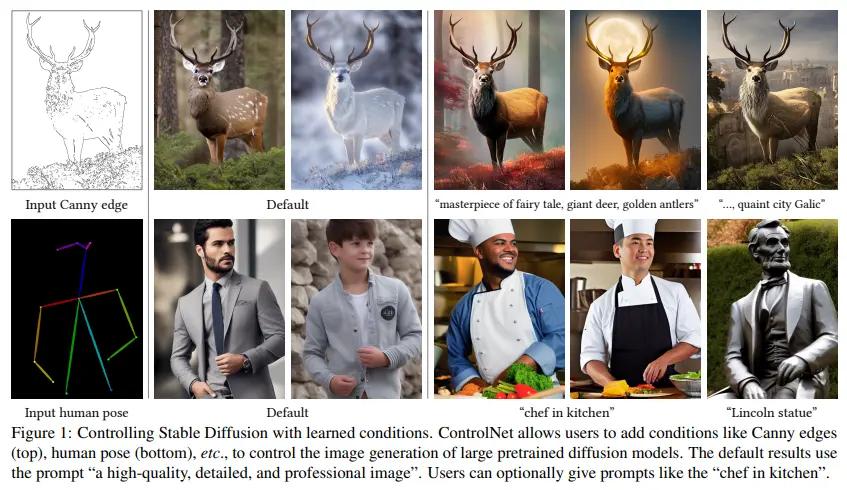 Input Canny edge
Default
“masterpiece of fairy tale, giant deer, golden antlers”
“..., quaint city Galic”
Input human pose
Default
“chef in kitchen”
“Lincoln statue”
Figure 1: Controlling Stable Diffusion with learned conditions. ControlNet allows users to add conditions like Canny edges
(top), human pose (bottom), etc., to control the image generation of large pretrained diffusion models. The default results use
the prompt “a high-quality, detailed, and professional image”. Users can optionally give prompts like the “chef in kitchen”.